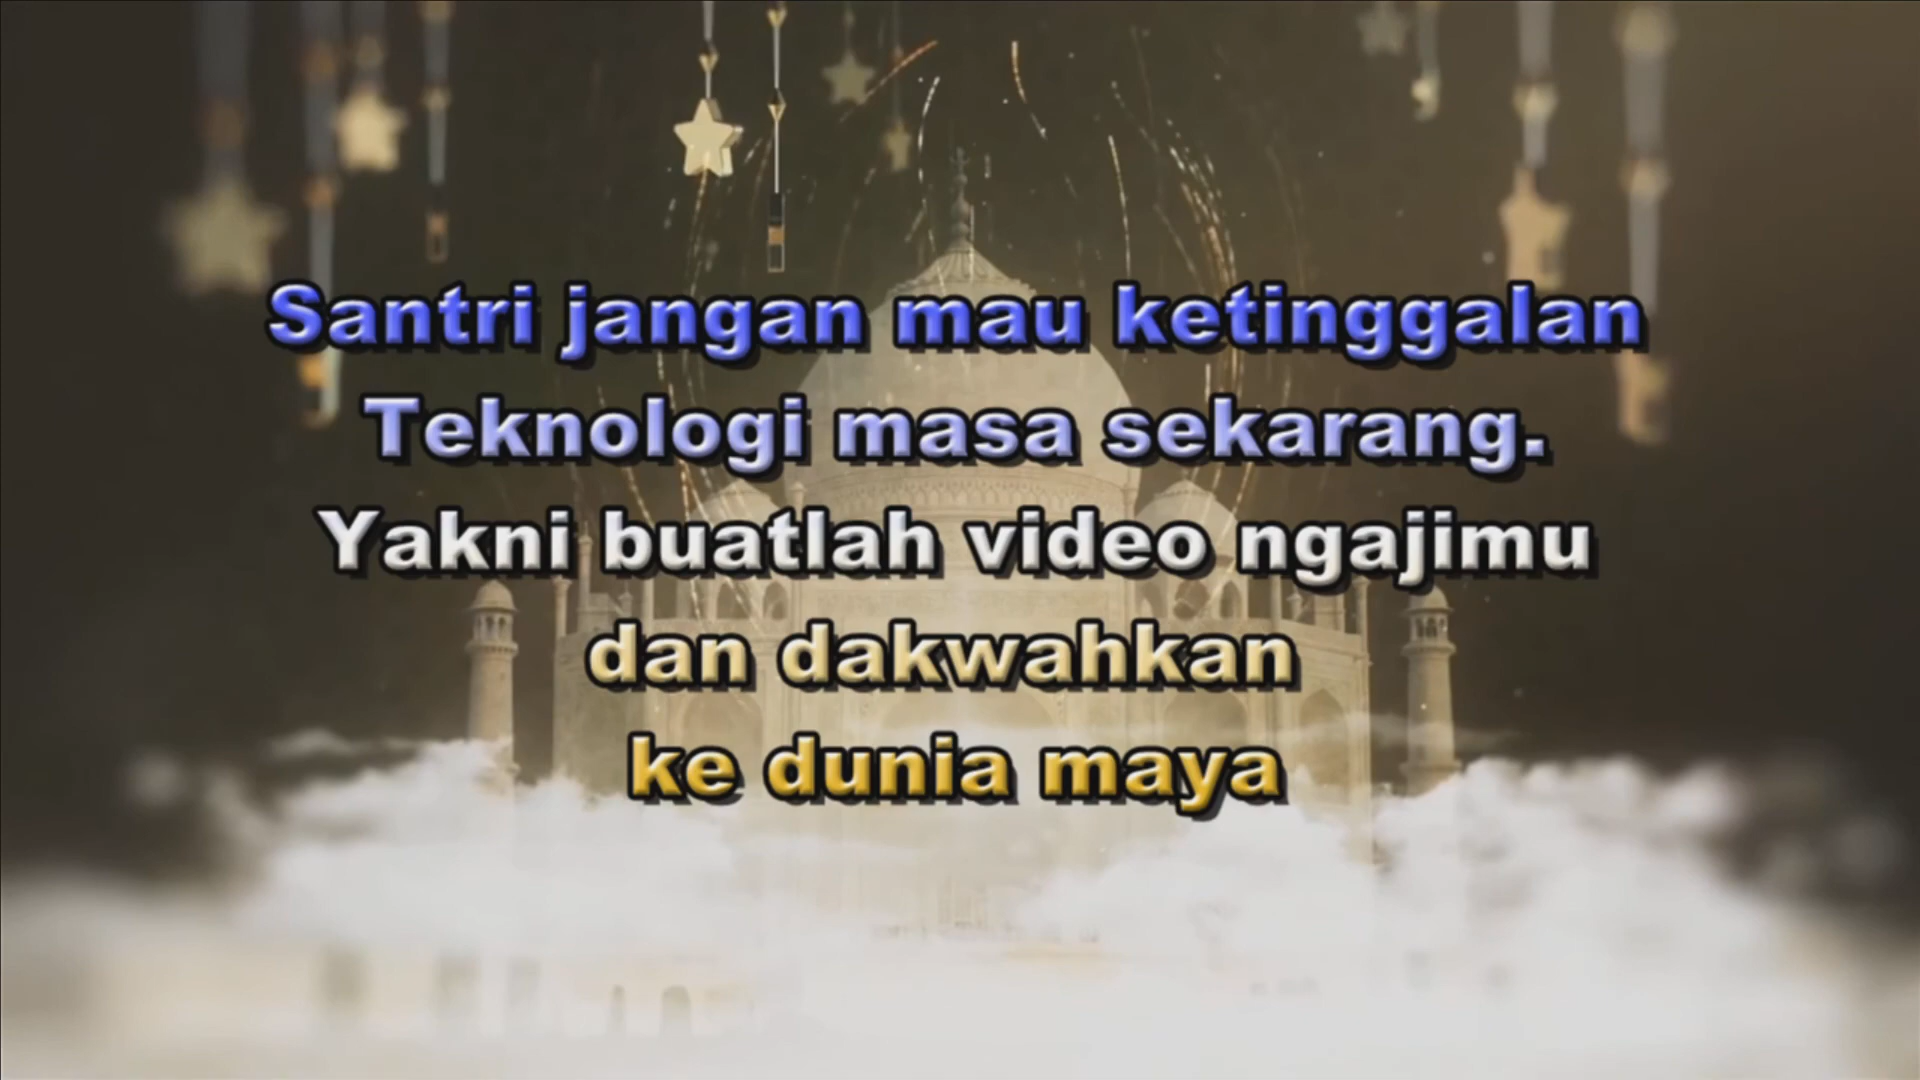 Santri jangan mau ketinggalan
Teknologi masa sekarang.
Yakni buatlah video ngajimu
dan dakwahkan
ke dunia maya